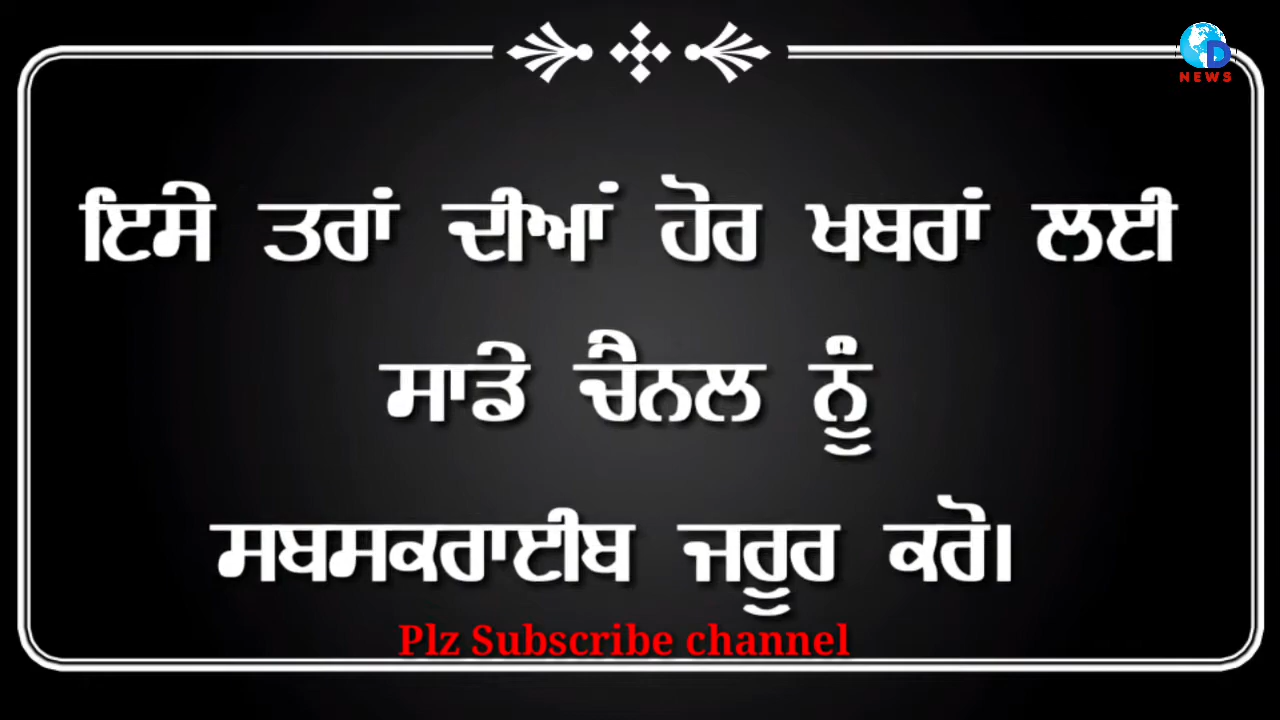 D
NEWS
ਇਸੇ ਤਰਾਂ ਦੀਆਂ ਹੋਰ ਖਬਰਾਂ ਲਈ
ਸਾਡੇ ਚੈਨਲ ਨੂੰ
ਸਬਸਕਰਾਈਬ ਜਰੂਰ ਕਰੋ।
Plz Subscribe channel